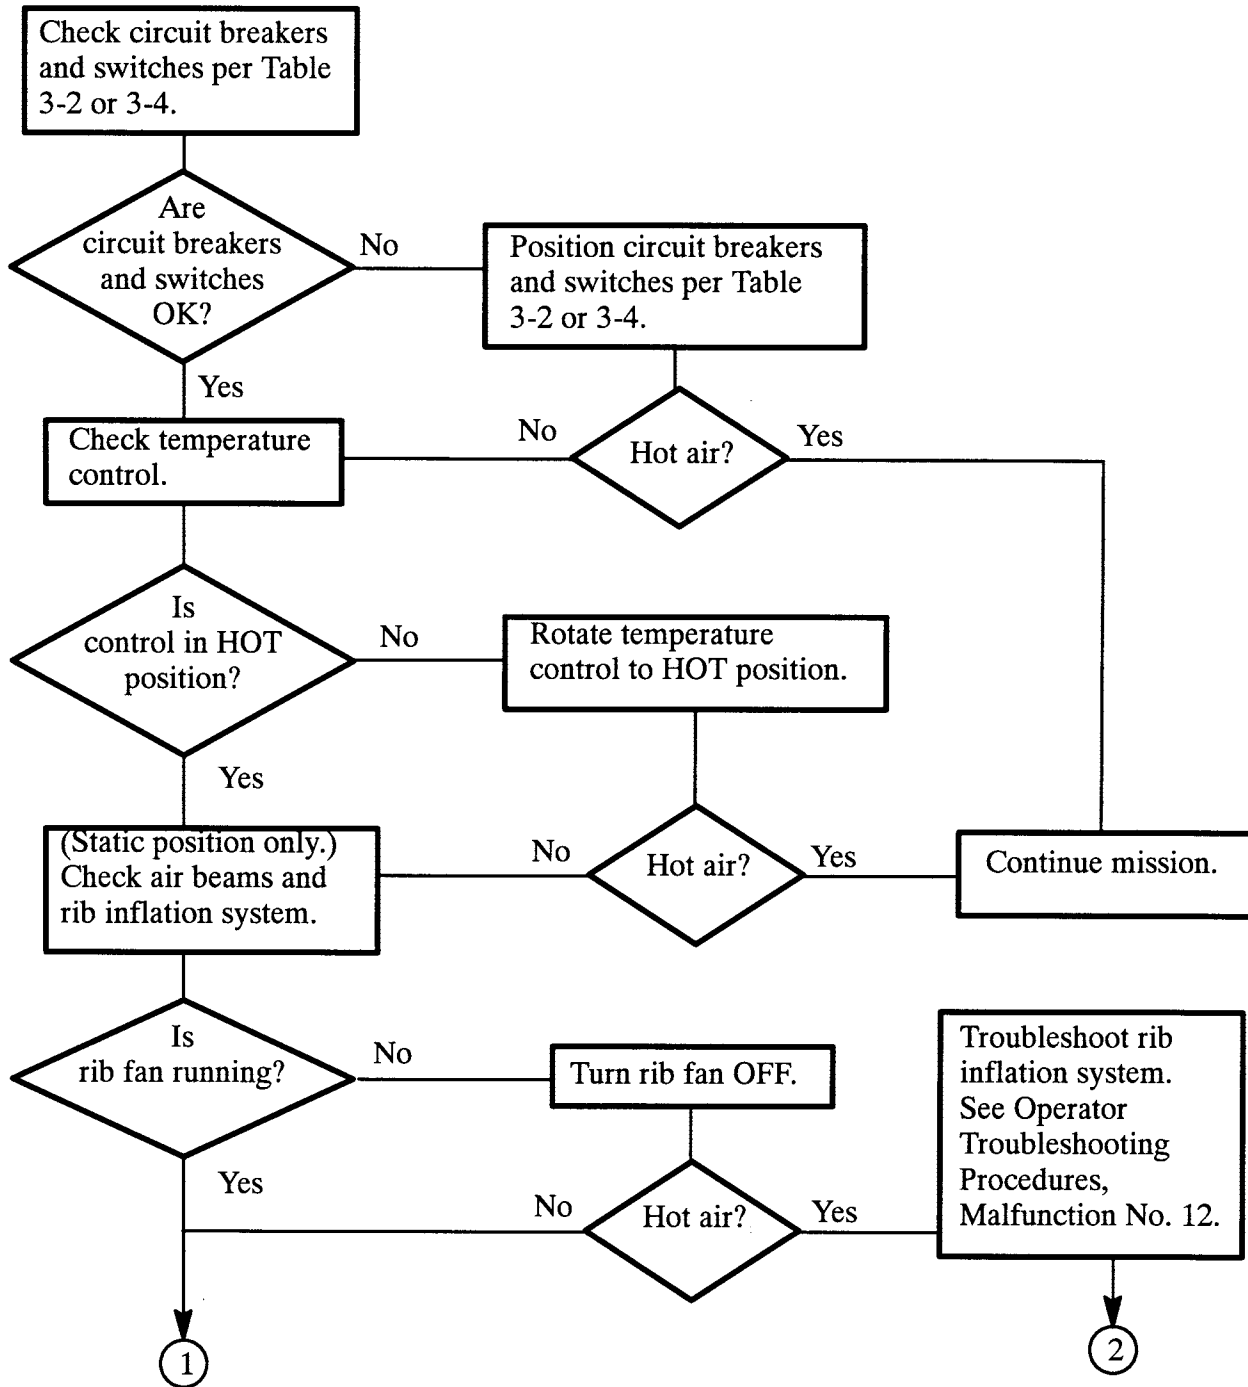 Check circuit breakers
and switches per Table
3-2 or 3-4.
Are
circuit breakers
and switches
OK?
No
Position circuit breakers
and switches per Table
3-2 or 3-4.
Yes
Check temperature
control.
No
Hot air?
Yes
Is
control in HOT
position?
No
Rotate temperature
control to HOT position.
Yes
(Static position only.)
Check air beams and
rib inflation system.
No
Hot air?
Yes
Continue mission.
Is
rib fan running?
No
Turn rib fan OFF.
Troubleshoot rib
inflation system.
See Operator
Troubleshooting
Procedures,
Malfunction No. 12.
Yes
No
Hot air?
Yes
1
2